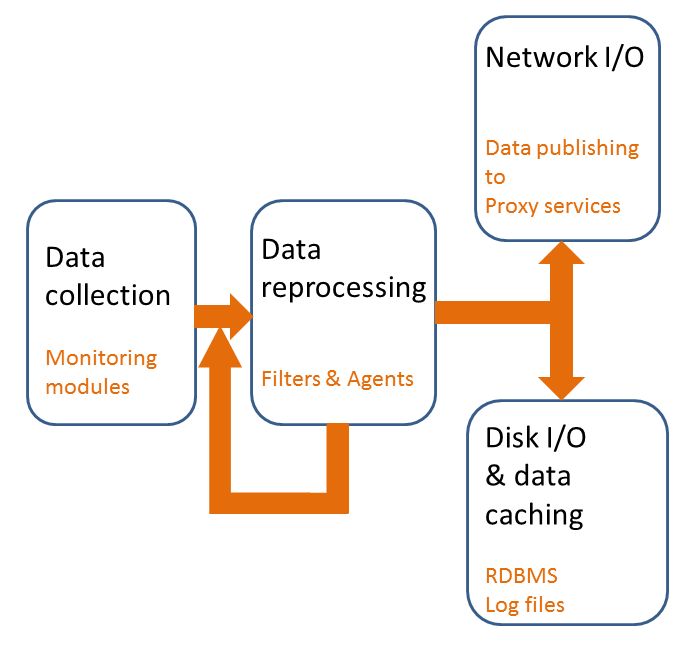 Data
collection
Monitoring
modules
Data
reprocessing
Filters & Agents
Network I/O
Data publishing
to
Proxy services
Disk I/O
& data
caching
RDBMS
Log files